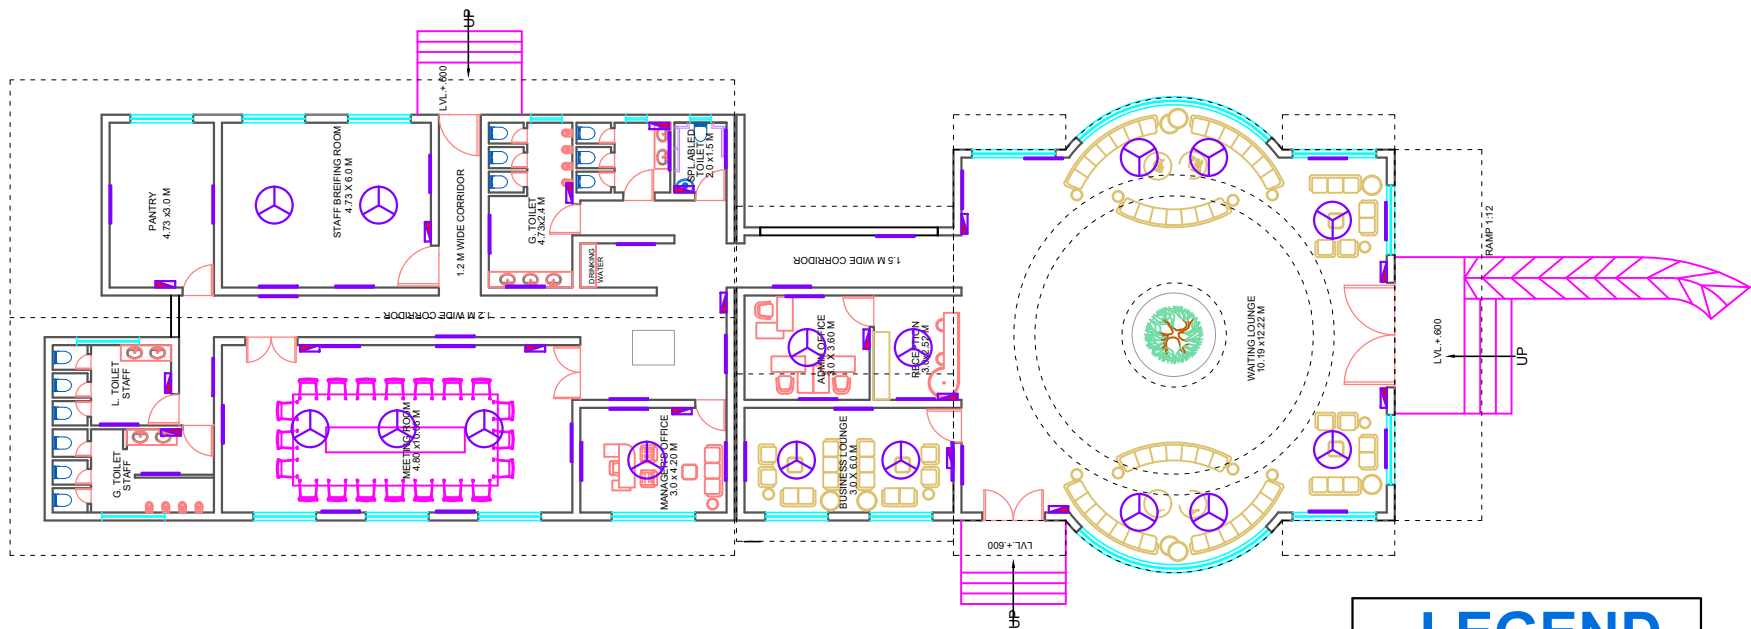 UP
LVL.+.600
PANTRY
4.73 x3.0 M
STAFF BREIFING ROOM
4.73 X 6.0 M
1.2 M WIDE CORRIDOR
G. TOILET
4.73x2.4 M
SPL.ABLED
TOILET
2.0 x1.5 M
DRINKING
WATER
1.5 M WIDE CORRIDOR
1.2 M WIDE CORRIDOR
L. TOILET
STAFF
G. TOILET
STAFF
MEETING ROOM
MANAGER'S OFFICE
3.0 x 4.20 M
ADMIN OFFICE
3.0 X 3.60 M
RECEPTION
BUSINESS LOUNGE
3.0 X 6.0 M
WAITING LOUNGE
10.19 x12.22 M
RAMP 1:12
LVL.+.600
UP
LVL.+.600
UP
LEGEND